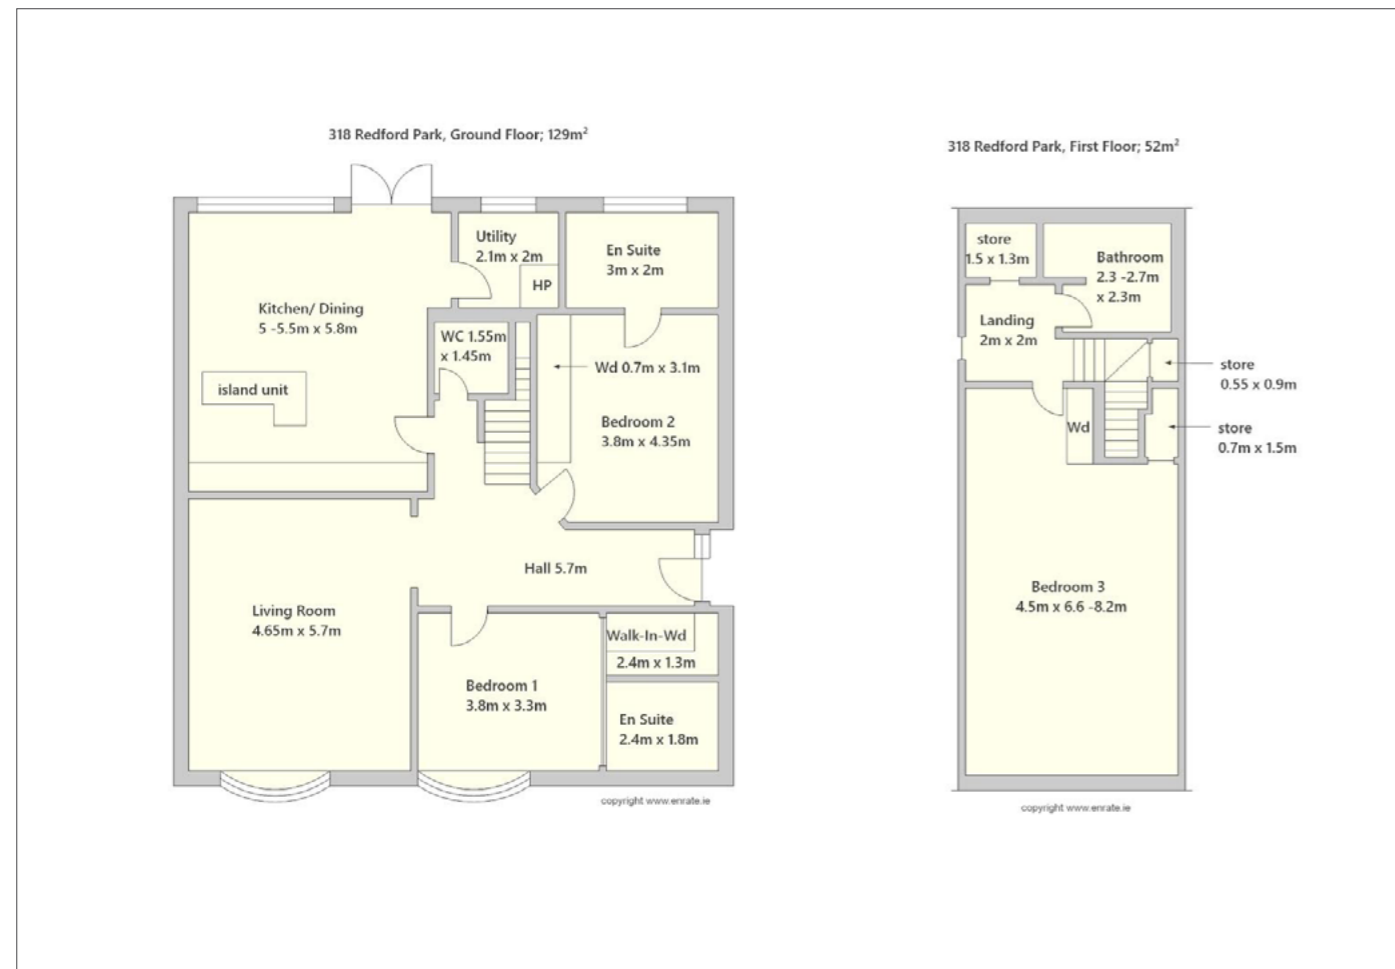 318 Redford Park, Ground Floor; 129m²
Utility
2.1m x 2m
HP
En Suite
3m x 2m
Kitchen/ Dining
5 -5.5m x 5.8m
WC 1.55m
x 1.45m
Wd 0.7m x 3.1m
island unit
Bedroom 2
3.8m x 4.35m
Hall 5.7m
Living Room
4.65m x 5.7m
Walk-In-Wd
2.4m x 1.3m
Bedroom 1
3.8m x 3.3m
En Suite
2.4m x 1.8m
copyright www.enrate.ie
318 Redford Park, First Floor; 52m²
store
1.5 x 1.3m
Bathroom
2.3 -2.7m
x 2.3m
Landing
2m x 2m
store
0.55 x 0.9m
Wd
store
0.7m x 1.5m
Bedroom 3
4.5m x 6.6 -8.2m
copyright www.enrate.ie